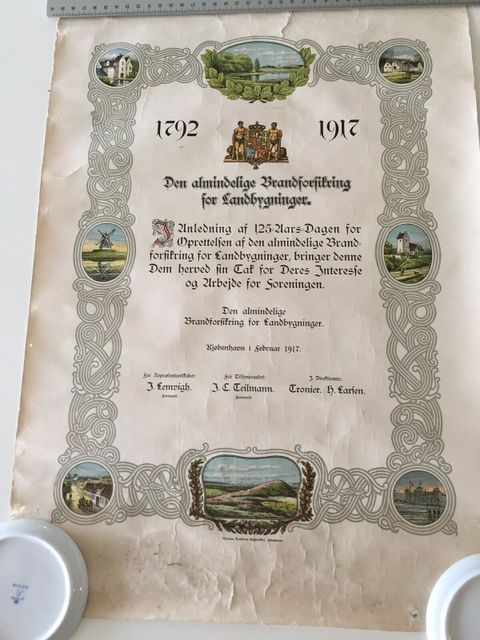 1792
1917
Den almindelige Brandforsikring
for Landbygninger.
I Anledning af 125 Aars-Dagen for
Oprettelsen af den almindelige Brand-
forsikring for Landbygninger, bringer denne
Dem herved sin Tak for Deres Interesse
og Arbejde for Foreningen.
Den almindelige
Brandforsikring for Landbygninger.
København i Februar 1917.
For Repræsentantskabet:
For Tilsynsraadet:
I Direktionen:
J. Lemvigh.
J. C. Teilmann.
Cronier. H. Larsen.
formand.
formand.